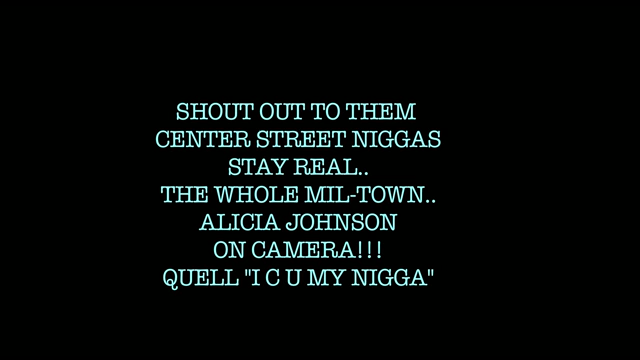 SHOUT OUT TO THEM
CENTER STREET NIGGAS
STAY REAL..
THE WHOLE MIL-TOWN..
ALICIA JOHNSON
ON CAMERA!!!
QUELL "I C U MY NIGGA"